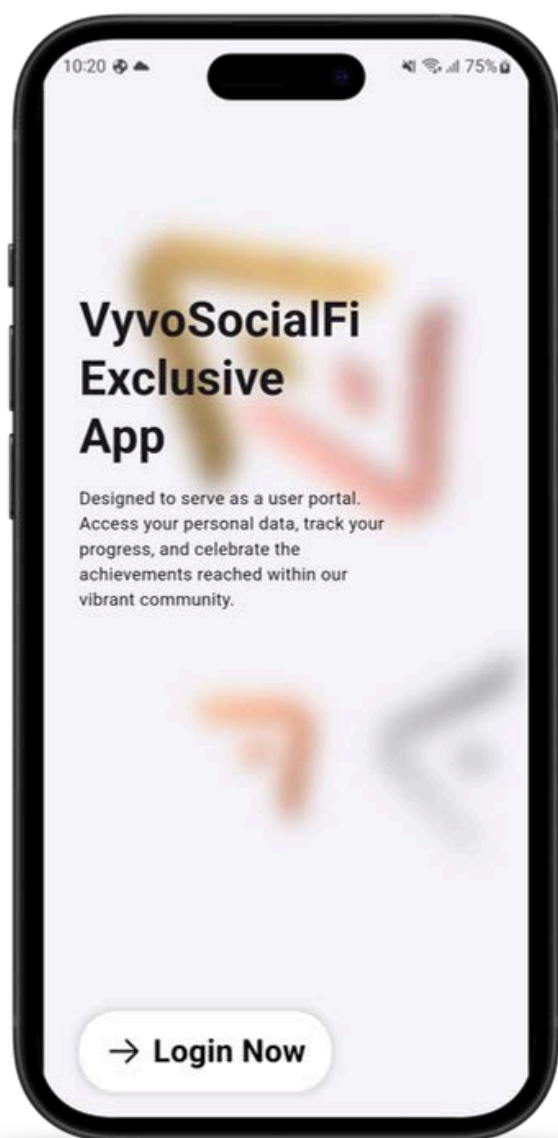 10:20
75%
VyvoSocialFi
Exclusive
App
Designed to serve as a user portal.
Access your personal data, track your
progress, and celebrate the
achievements reached within our
vibrant community.
→ Login Now